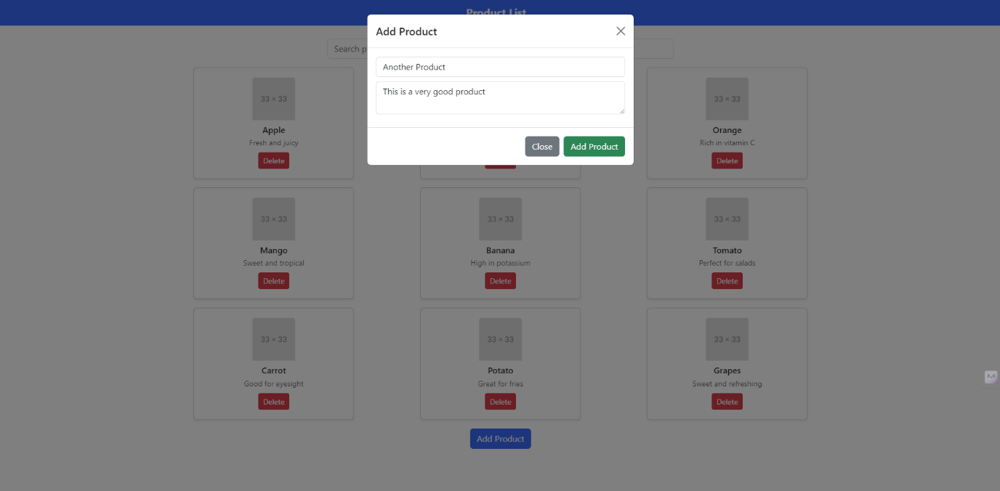 Product List
Add Product
Search p
Another Product
This is a very good product
Close
Add Product
33 × 33
33 × 33
Apple
Orange
Fresh and juicy
Rich in vitamin C
Delete
Delete
33 × 33
33 × 33
33 × 33
Mango
Banana
Tomato
Sweet and tropical
High in potassium
Perfect for salads
Delete
Delete
Delete
33 × 33
33 × 33
33 × 33
Carrot
Potato
Grapes
Good for eyesight
Great for fries
Sweet and refreshing
Delete
Delete
Delete
Add Product